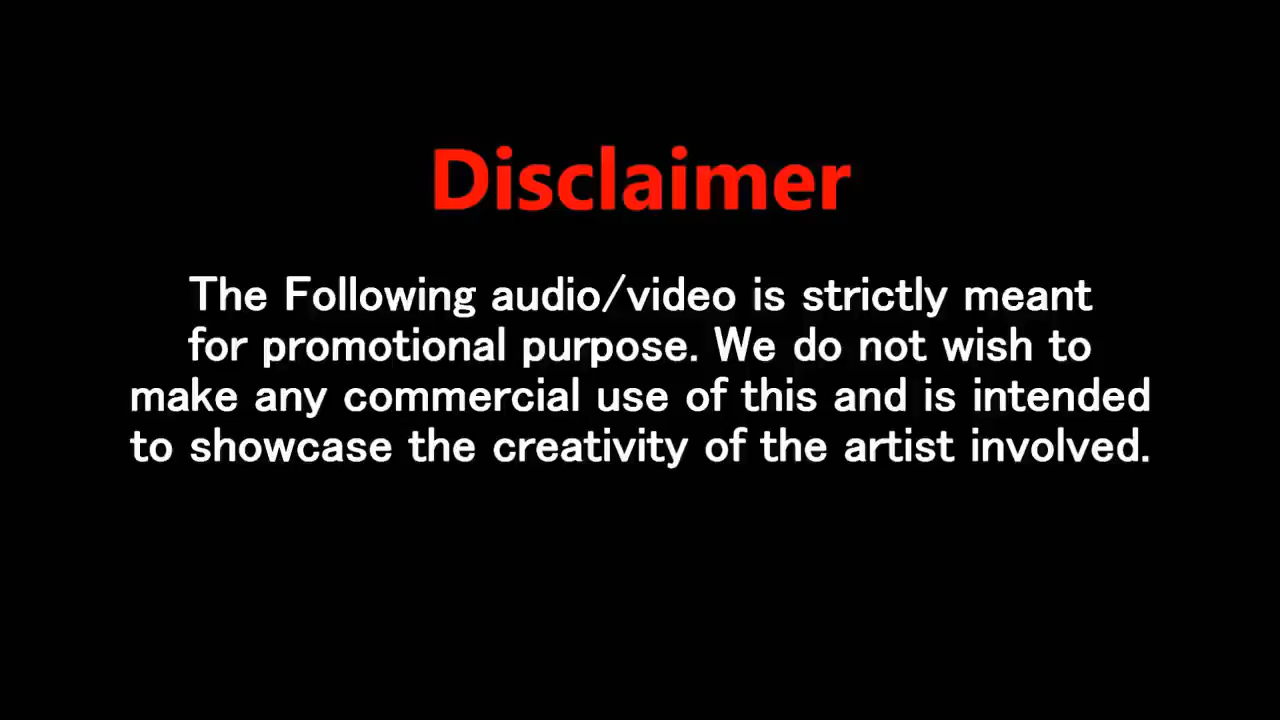 Disclaimer
The Following audio/video is strictly meant
for promotional purpose. We do not wish to
make any commercial use of this and is intended
to showcase the creativity of the artist involved.